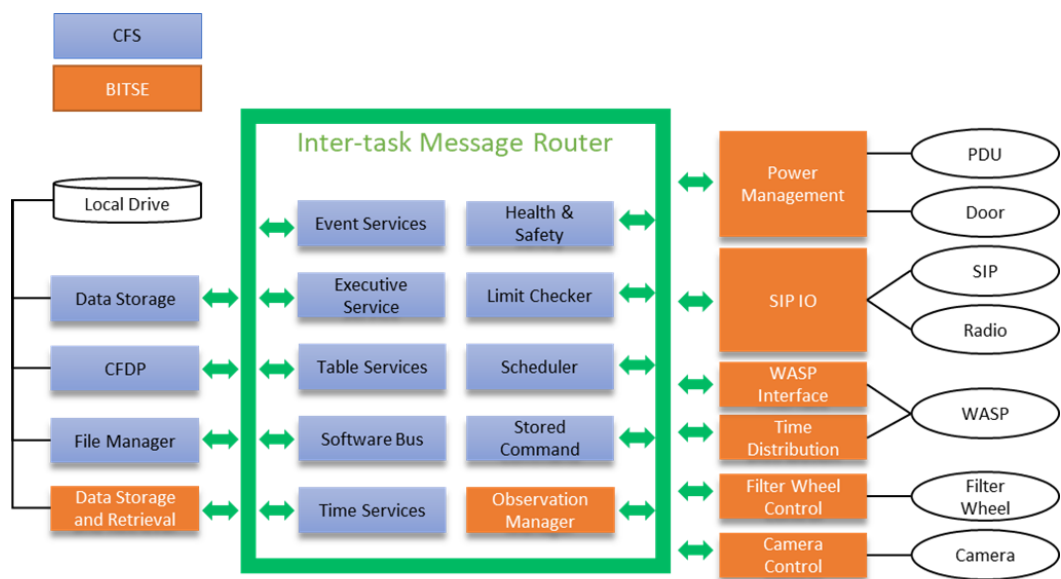 CFS
BITSE
Inter-task Message Router
Local Drive
Data Storage
CFDP
File Manager
Data Storage
and Retrieval
Event Services
Executive
Service
Table Services
Software Bus
Time Services
Health &
Safety
Limit Checker
Scheduler
Stored
Command
Observation
Manager
Power
Management
SIP IO
WASP
Interface
Time
Distribution
Filter Wheel
Control
Camera
Control
PDU
Door
SIP
Radio
WASP
Filter
Wheel
Camera